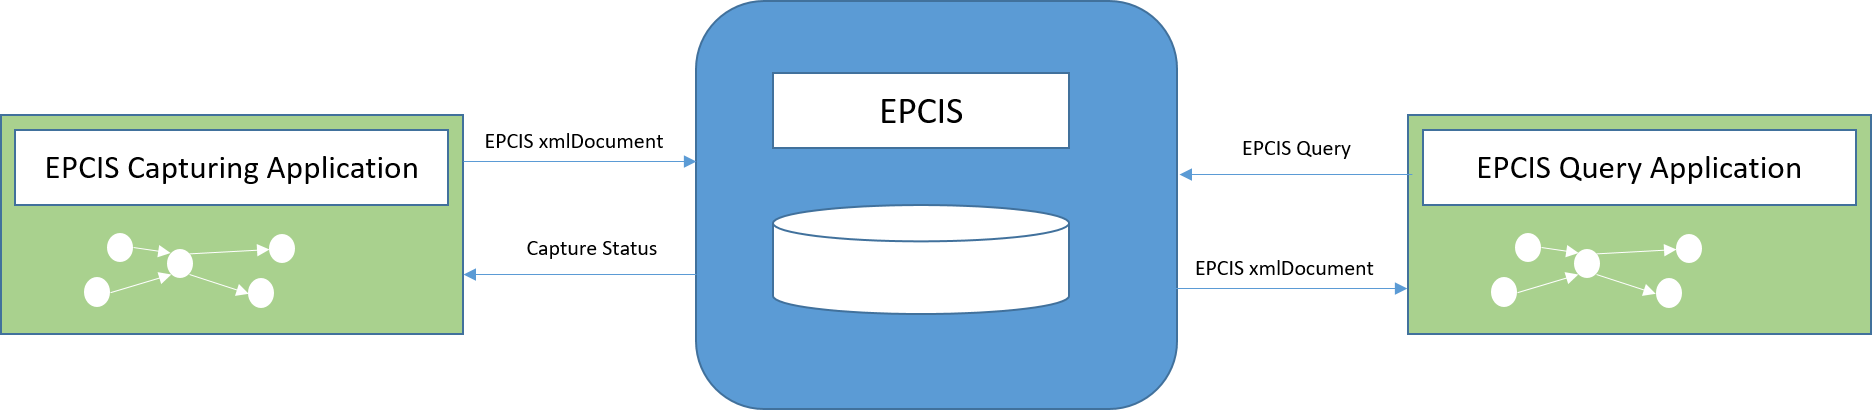 EPCIS Capturing Application
EPCIS xmlDocument
Capture Status
EPCIS
EPCIS Query
EPCIS xmlDocument
EPCIS Query Application